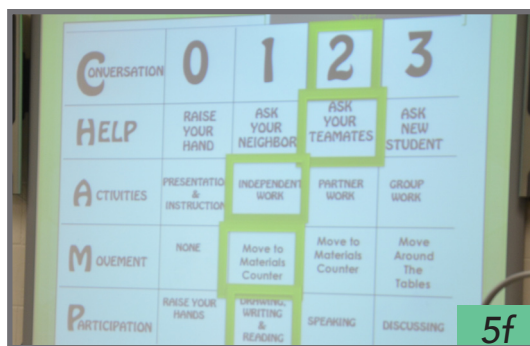 CONVERSATION 0 1 2 3
HELP RAISE YOUR HAND ASK YOUR NEIGHBOR ASK YOUR TEAMATES ASK NEW STUDENT
ACTIVITIES PRESENTATIO & INSTRUCTION INDEPENDENT WORK PARTNER WORK GROUP WORK
MOVEMENT NONE Move to Materials Counter Move to Materials Counter Move Around The Tables
PARTICIPATION RAISE YOUR HANDS DRAWING, WRITING & READING SPEAKING DISCUSSING
5f